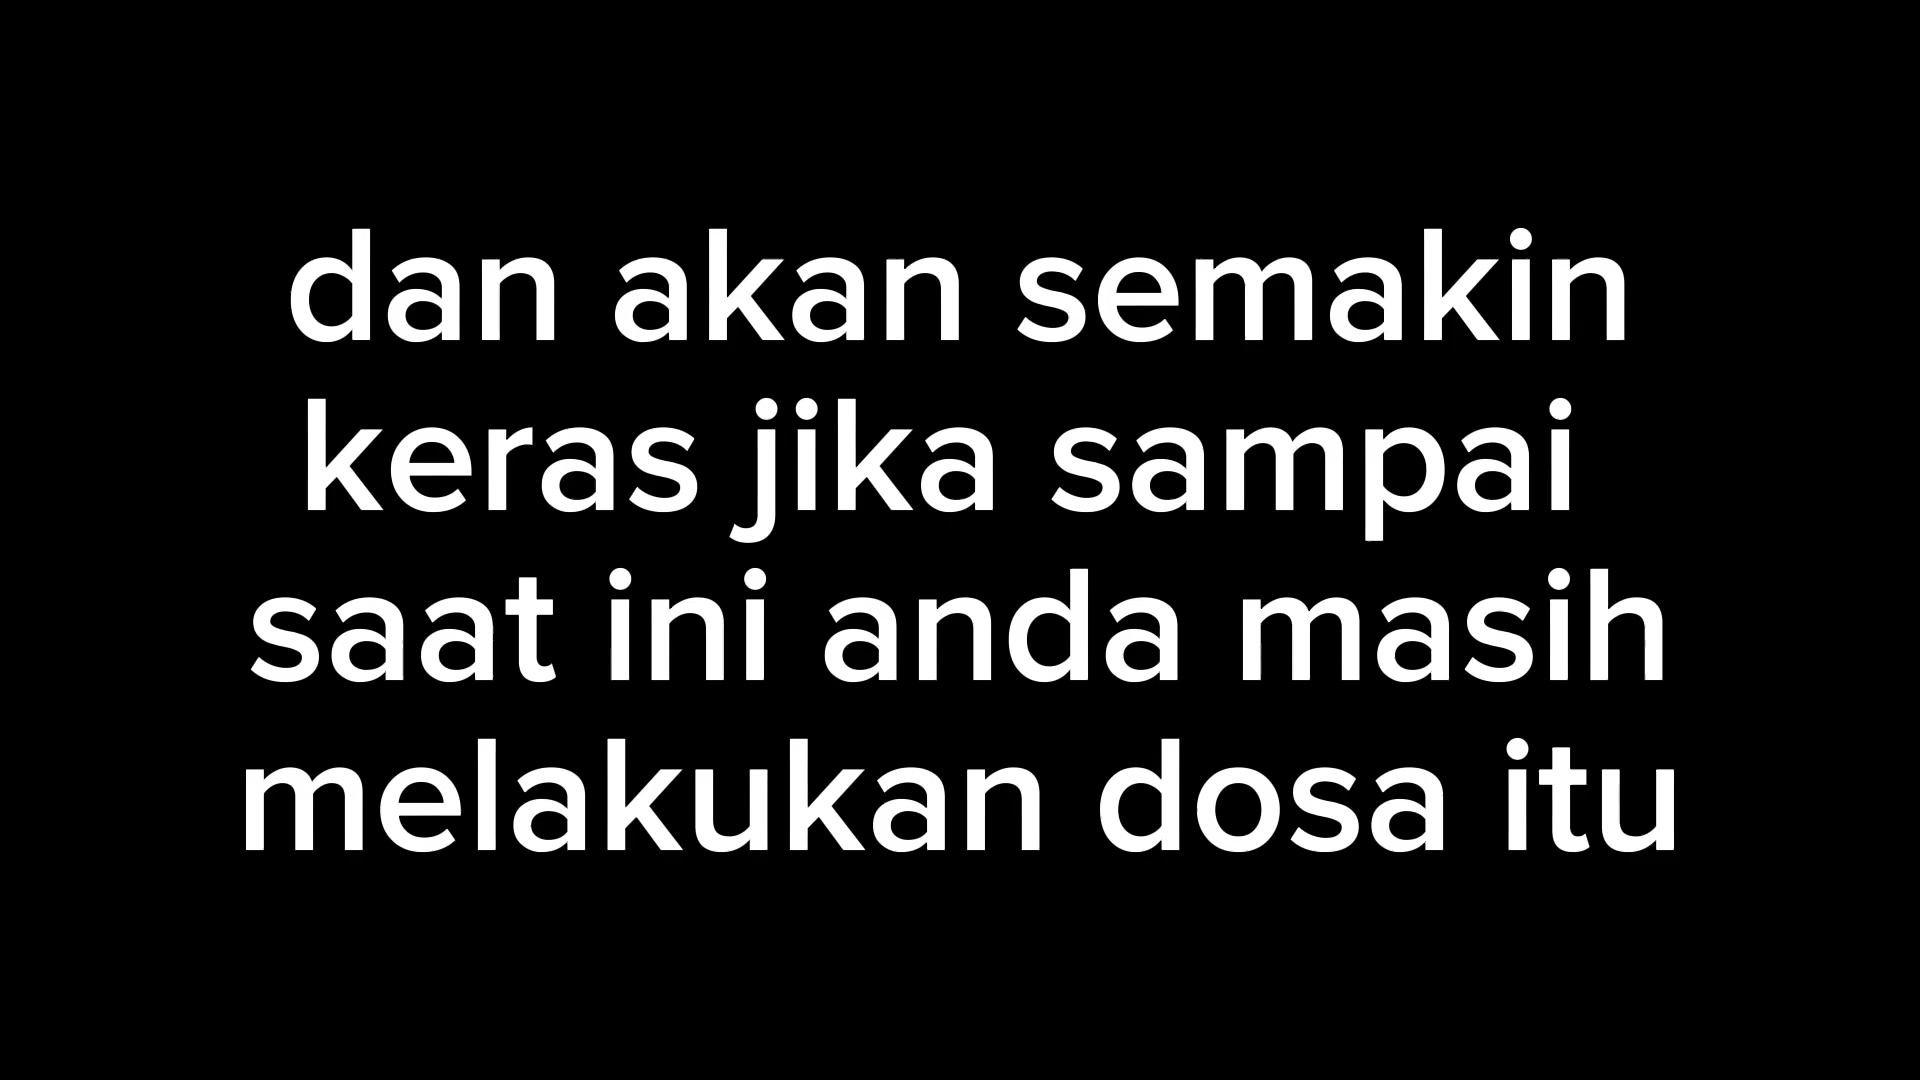 dan akan semakin
keras jika sampai
saat ini anda masih
melakukan dosa itu